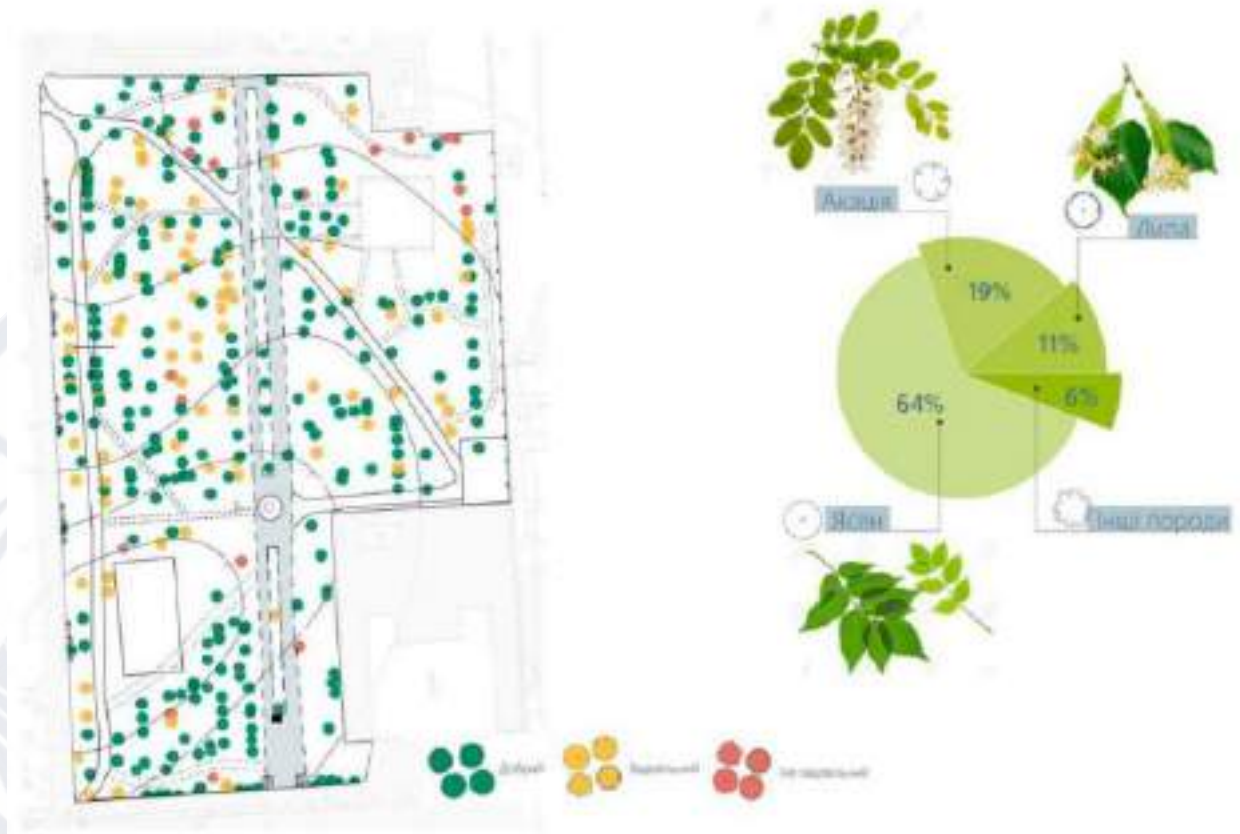 Акація
Липа
19%
11%
64%
6%
Ясен
Інші породи
Добрий